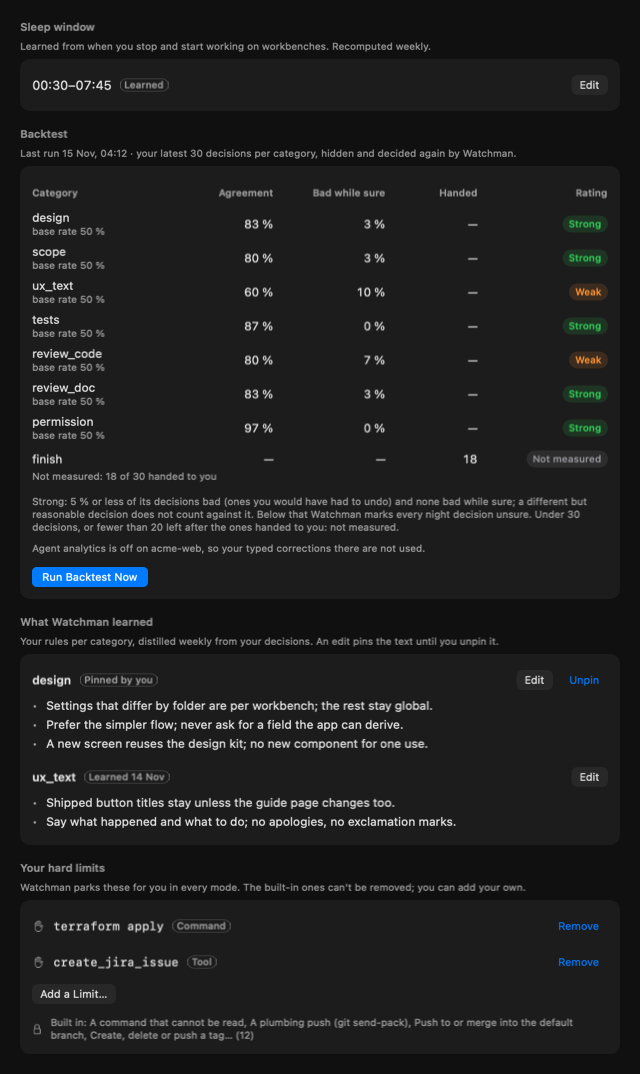 Sleep window
Learned from when you stop and start working on workbenches. Recomputed weekly.
00:30–07:45 Learned Edit
Backtest
Last run 15 Nov, 04:12 · your latest 30 decisions per category, hidden and decided again by Watchman.
Category Agreement Bad while sure Handed Rating
design 83 % 3 % — Strong
base rate 50 %
scope 80 % 3 % — Strong
base rate 50 %
ux_text 60 % 10 % — Weak
base rate 50 %
tests 87 % 0 % — Strong
base rate 50 %
review_code 80 % 7 % — Weak
base rate 50 %
review_doc 83 % 3 % — Strong
base rate 50 %
permission 97 % 0 % — Strong
base rate 50 %
finish — — 18 Not measured
Not measured: 18 of 30 handed to you
Strong: 5 % or less of its decisions bad (ones you would have had to undo) and none bad while sure; a different but
reasonable decision does not count against it. Below that Watchman marks every night decision unsure. Under 30
decisions, or fewer than 20 left after the ones handed to you: not measured.
Agent analytics is off on acme-web, so your typed corrections there are not used.
Run Backtest Now
What Watchman learned
Your rules per category, distilled weekly from your decisions. An edit pins the text until you unpin it.
design Pinned by you Edit Unpin
• Settings that differ by folder are per workbench; the rest stay global.
• Prefer the simpler flow; never ask for a field the app can derive.
• A new screen reuses the design kit; no new component for one use.
ux_text Learned 14 Nov Edit
• Shipped button titles stay unless the guide page changes too.
• Say what happened and what to do; no apologies, no exclamation marks.
Your hard limits
Watchman parks these for you in every mode. The built-in ones can't be removed; you can add your own.
terraform apply Command Remove
create_jira_issue Tool Remove
Add a Limit...
Built in: A command that cannot be read, A plumbing push (git send-pack), Push to or merge into the default
branch, Create, delete or push a tag... (12)